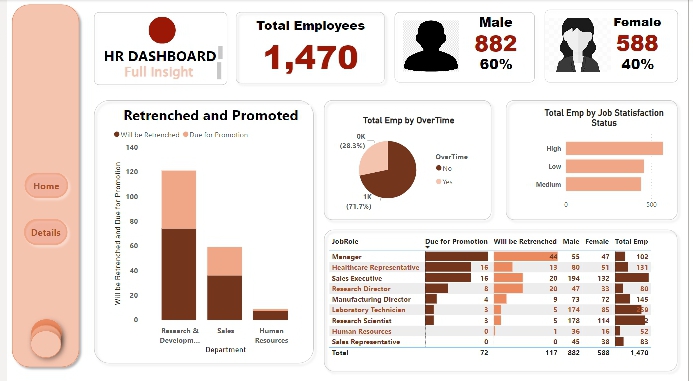 HR DASHBOARD
Full Insight
Total Employees
1,470
Male
882
60%
Female
588
40%
Home
Details
Retrenched and Promoted
Will be Retrenched Due for Promotion
Will be Retrenched and Due for Promotion
140
120
100
80
60
40
20
0
Research & Developm...
Sales
Human Resources
Department
Total Emp by OverTime
0K
(28.3%)
1K
(71.7%)
OverTime
No
Yes
Total Emp by Job Statisfaction
Status
High
Low
Medium
0 500
JobRole Due for Promotion Will be Retrenched Male Female Total Emp
Manager 44 55 47 102
Healthcare Representative 16 13 80 51 131
Sales Executive 16 20 194 132
Research Director 8 20 47 33 80
Manufacturing Director 4 9 73 72 145
Laboratory Technician 3 5 174 85
Research Scientist 3 5 178 114
Human Resources 0 1 36 16 52
Sales Representative 0 0 45 38 83
Total 72 117 882 588 1,470